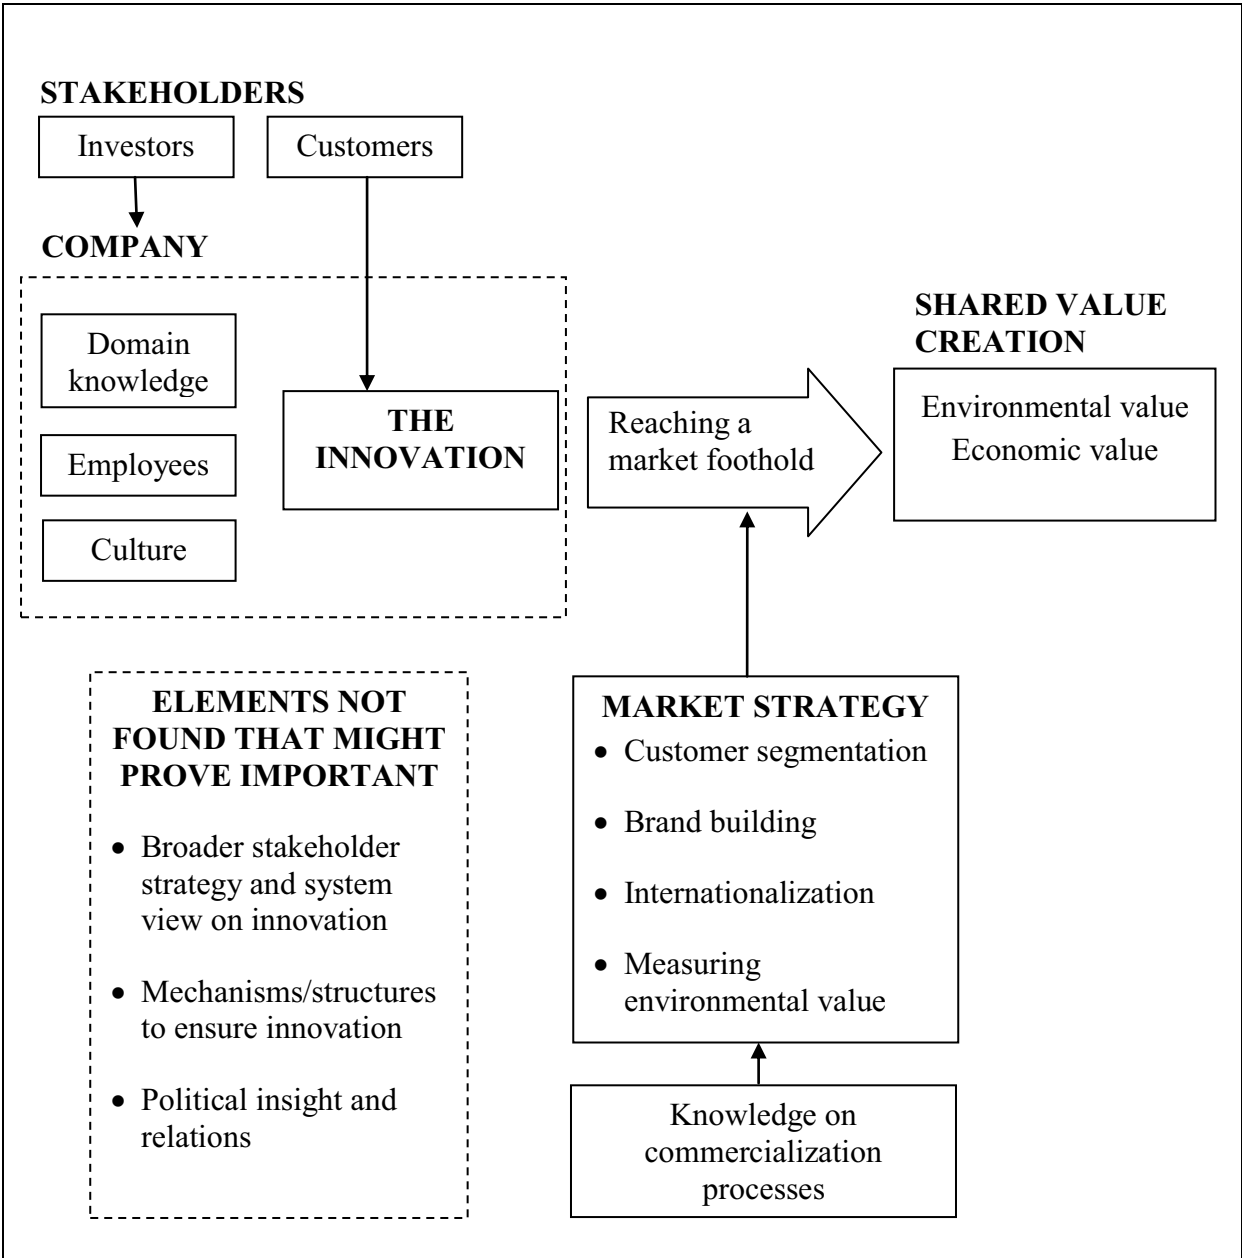 STAKEHOLDERS
Investors
Customers
COMPANY
Domain
knowledge
Employees
Culture
THE
INNOVATION
Reaching a
market foothold
SHARED VALUE
CREATION
Environmental value
Economic value
ELEMENTS NOT
FOUND THAT MIGHT
PROVE IMPORTANT
• Broader stakeholder
strategy and system
view on innovation
• Mechanisms/structures
to ensure innovation
• Political insight and
relations
MARKET STRATEGY
• Customer segmentation
• Brand building
• Internationalization
• Measuring
environmental value
Knowledge on
commercialization
processes